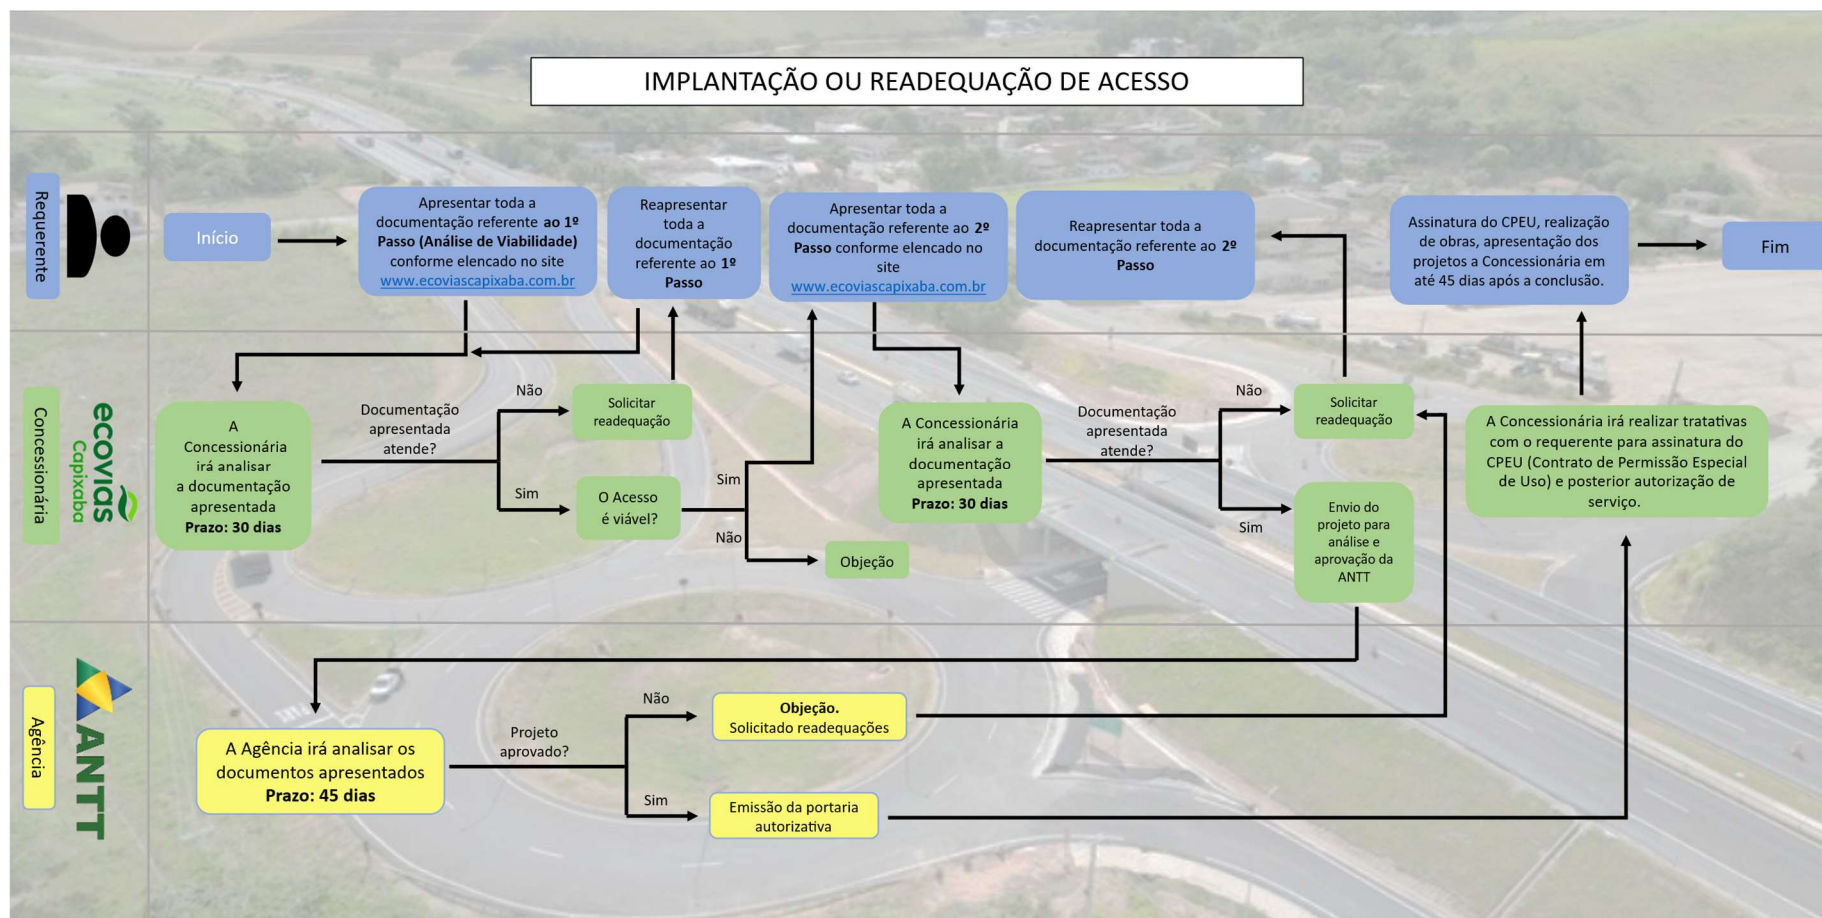 IMPLANTAÇÃO OU READEQUAÇÃO DE ACESSO
Requerente
Início
Apresentar toda a
documentação referente ao 1º
Passo (Análise de Viabilidade)
conforme elencado no site
www.ecoviascapixaba.com.br
Reapresentar
toda a
documentação
referente ao 1º
Passo
Apresentar toda a
documentação referente ao 2º
Passo conforme elencado no
site
www.ecoviascapixaba.com.br
Reapresentar toda a
documentação referente ao 2º
Passo
Assinatura do CPEU, realização
de obras, apresentação dos
projetos a Concessionária em
até 45 dias após a conclusão.
Fim
Concessionária
ecovias
Capixaba
A
Concessionária
irá analisar
a documentação
apresentada
Prazo: 30 dias
Documentação
apresentada
atende?
Não
Solicitar
readequação
Sim
O Acesso
é viável?
Sim
Não
Objeção
A Concessionária
irá analisar a
documentação
apresentada
Prazo: 30 dias
Documentação
apresentada
atende?
Não
Solicitar
readequação
Sim
Envio do
projeto para
análise e
aprovação da
ANTT
A Concessionária irá realizar tratativas
com o requerente para assinatura do
CPEU (Contrato de Permissão Especial
de Uso) e posterior autorização de
serviço.
Agência
ANTT
A Agência irá analisar os
documentos apresentados
Prazo: 45 dias
Projeto
aprovado?
Não
Objeção.
Solicitado readequações
Sim
Emissão da portaria
autorizativa